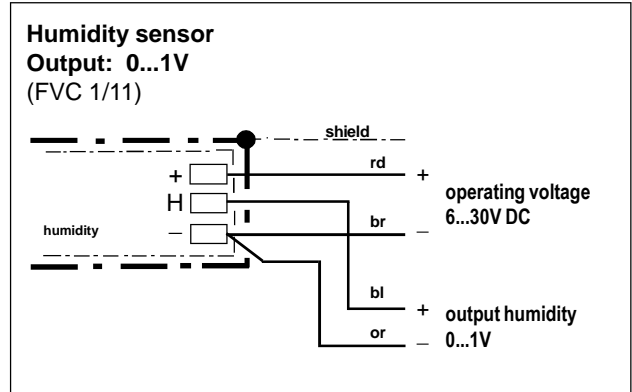 Humidity sensor
Output: 0...1V
(FVC 1/11)
shield
rd
+
+
operating voltage
6...30V DC
H
humidity
–
br
–
bl
+
output humidity
0...1V
or
–